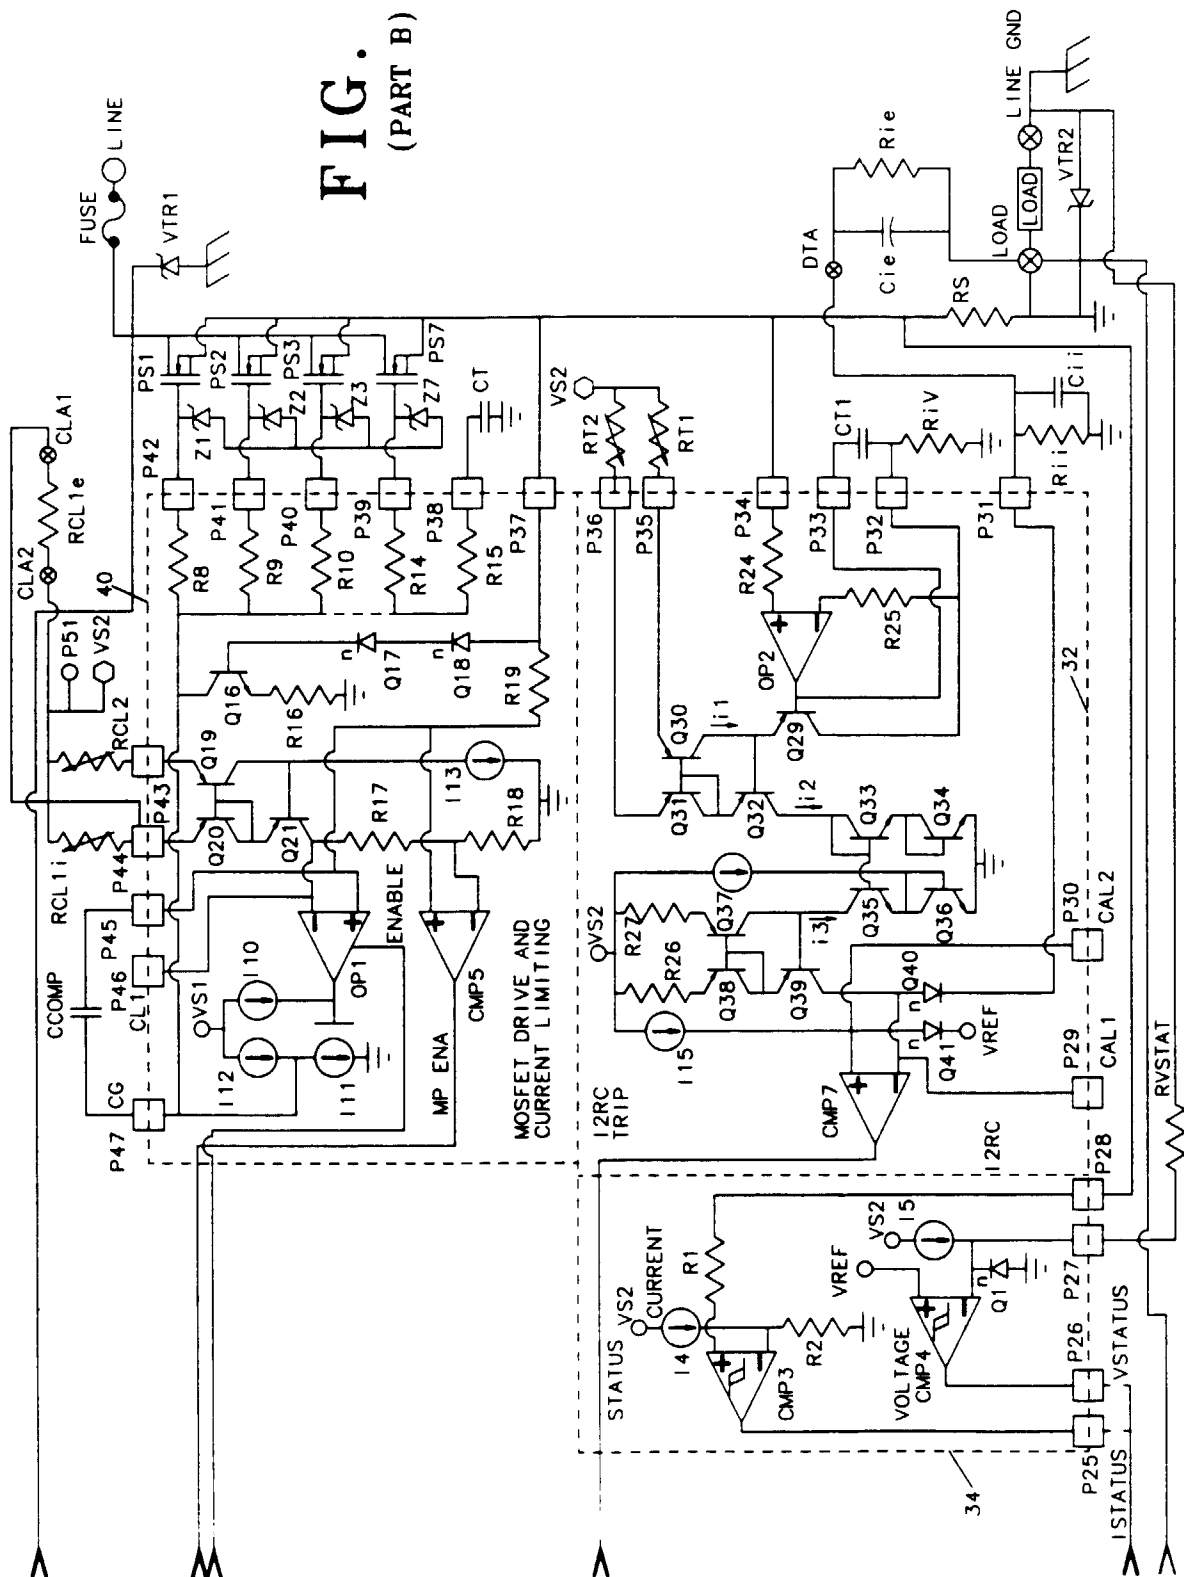 FIG.
(PART B)
LINE
FUSE
VTR1
CLA1
RCL1e
CLA2
40
P51
VS2
RCL2
RCL1i
P42
P41
P40
P39
P38
P37
PS1
PS2
PS3
PS7
Z1
Z2
Z3
Z7
CT
R8
R9
R10
R14
R15
Q16
R16
n
Q17
n
Q18
R19
P43
P44
P45
P46
CL1
CCOMP
CG
P47
Q19
Q20
Q21
I13
R17
R18
ENABLE
OP1
VS1
I10
I12
I11
CMP5
MP ENA
MOSFET DRIVE AND
CURRENT LIMITING
VS2
RT2
RT1
P36
P35
P34
P33
P32
P31
CT1
RiV
Rii
Cii
DTA
Cie
Rie
RS
LOAD
LOAD
LINE GND
VTR2
R24
OP2
R25
32
Q30
Q31
Q32
Q29
i1
i2
Q33
Q34
Q35
Q36
Q37
Q38
Q39
i3
R27
R26
VS2
I15
Q40
n
Q41
n
VREF
CMP7
I2RC
TRIP
I2RC
P30
CAL2
P29
CAL1
P28
P27
P26
P25
RVSTAT
VSTATUS
ISTATUS
STATUS
CURRENT
VS2
I4
R1
R2
CMP3
VREF
VS2
I5
VOLTAGE
CMP4
n
Q1
34